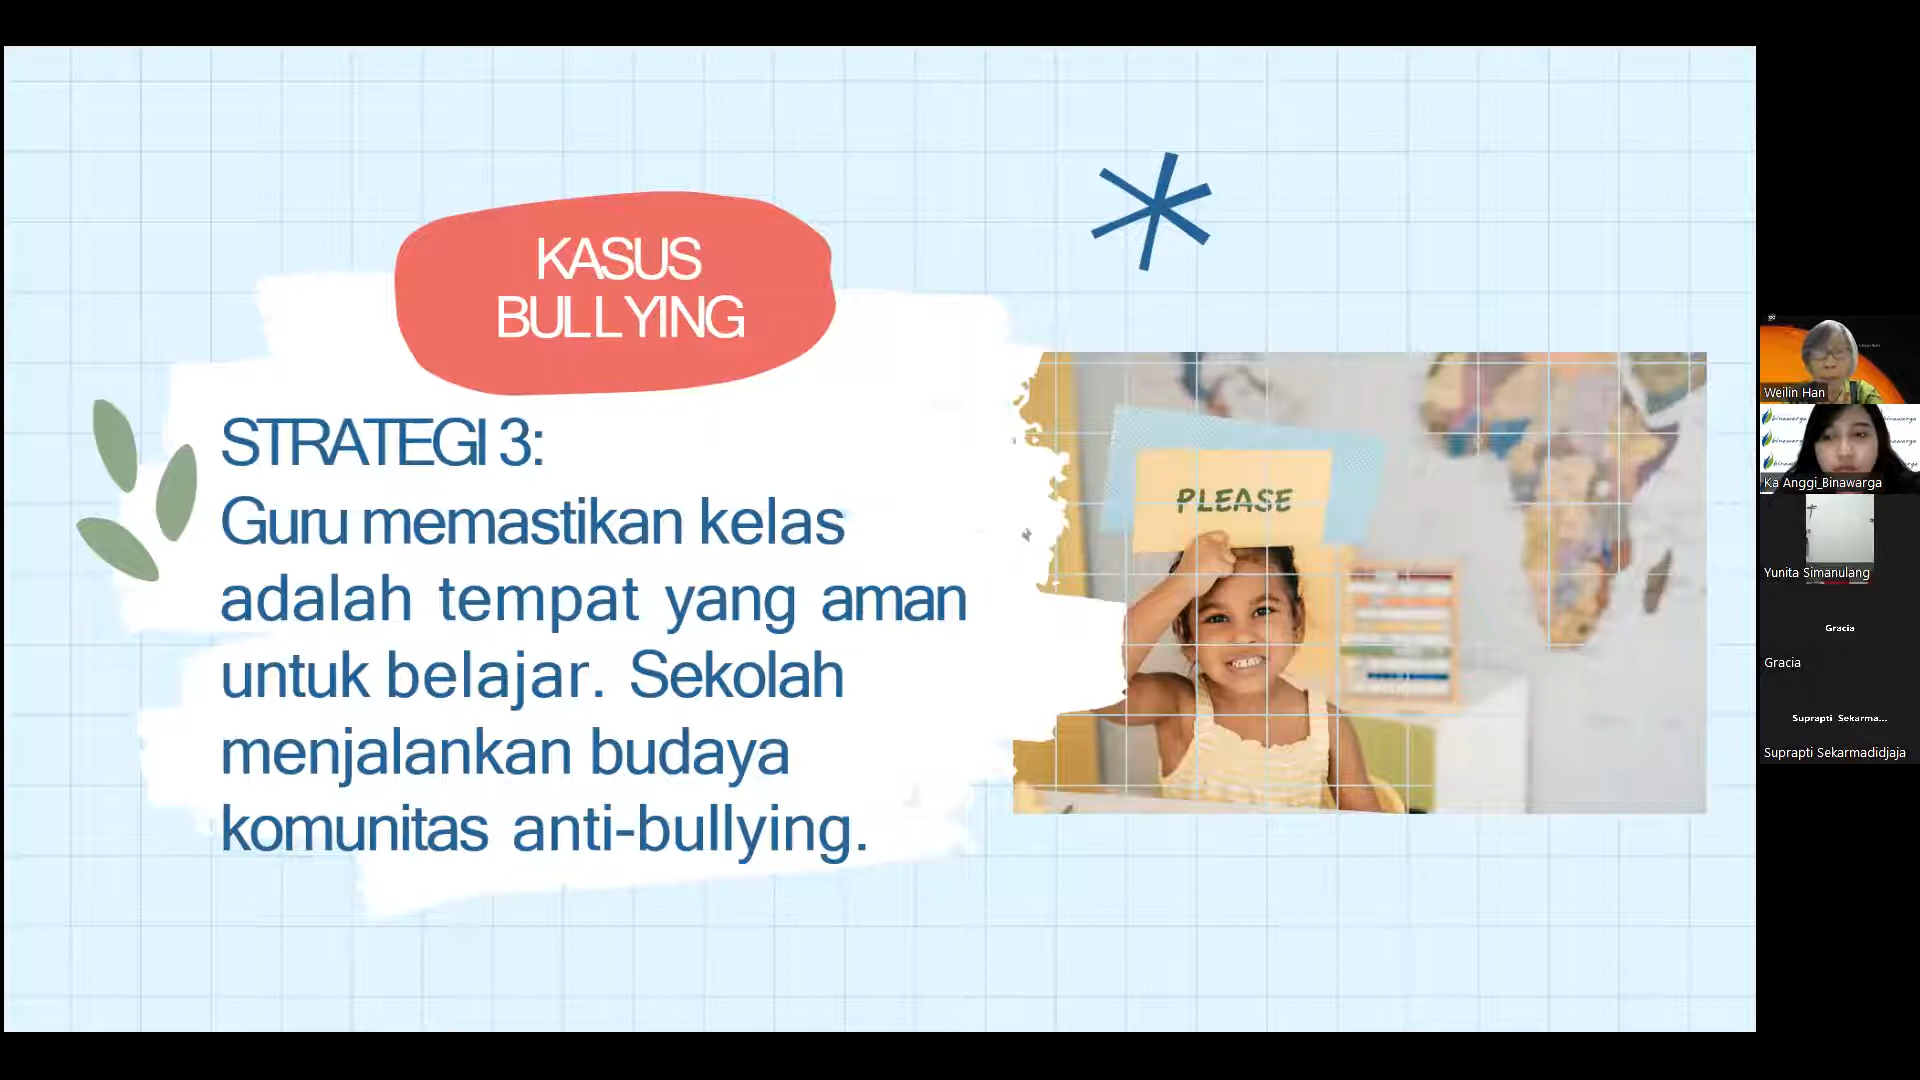 KASUS
BULLYING
STRATEGI 3:
Guru memastikan kelas
adalah tempat yang aman
untuk belajar. Sekolah
menjalankan budaya
komunitas anti-bullying.
PLEASE
Weilin Han
Ka Anggi_Binawarga
Yunita Simanulang
Gracia
Gracia
Suprapti Sekarma...
Suprapti Sekarmadidjaja